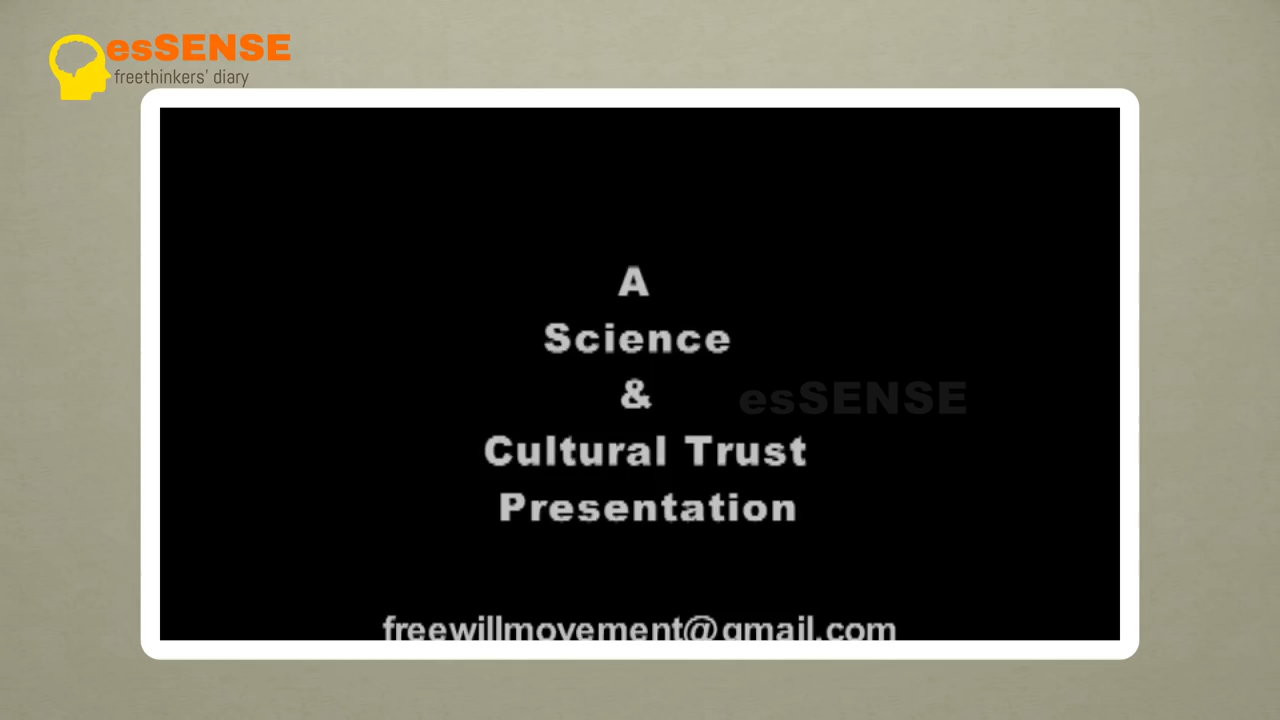 esSENSE
freethinkers' diary
A
Science
&
esSENSE
Cultural Trust
Presentation
freewillmovement@gmail.com